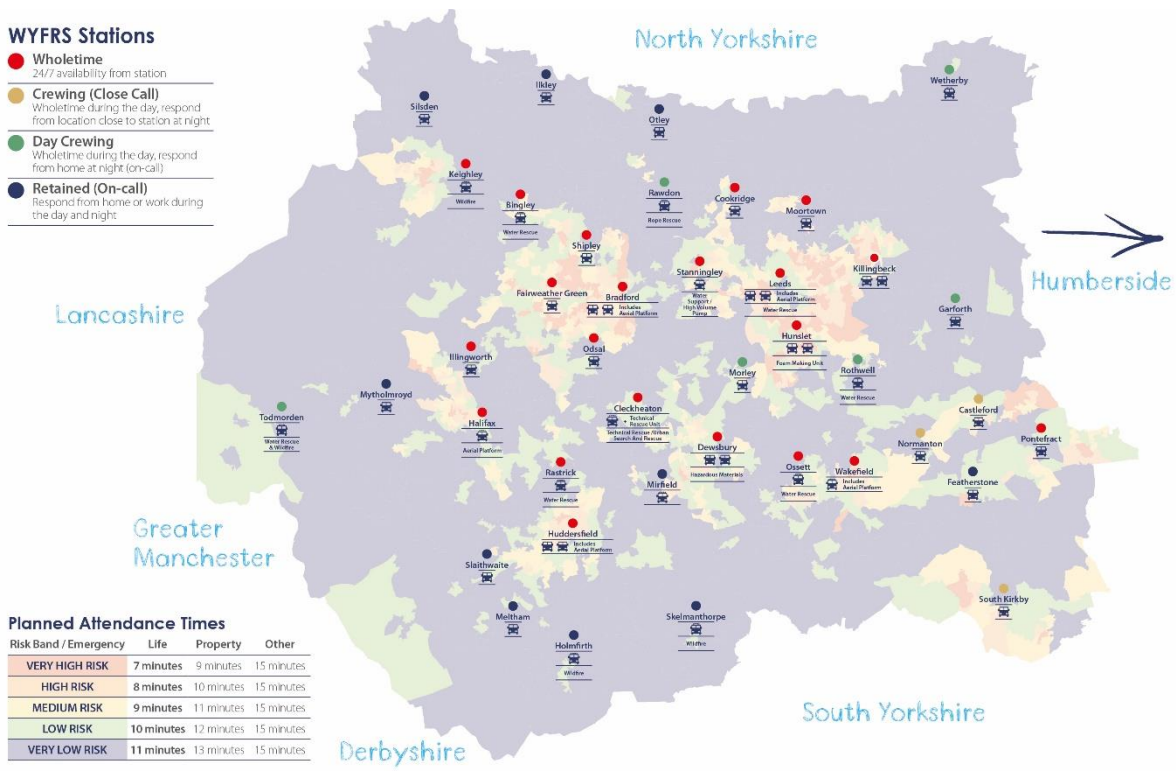 WYFRS Stations
Wholetime
24/7 availability from station
Crewing (Close Call)
Wholetime during the day, respond
from location close to station at night
Day Crewing
Wholetime during the day, respond
from home at night (on-call)
Retained (On-call)
Respond from home or work during
the day and night
North Yorkshire
Humberside
Lancashire
Greater
Manchester
Derbyshire
South Yorkshire
Silsden
Ilkley
Otley
Wetherby
Keighley
Wildfire
Bingley
Water Rescue
Rawdon
Rope Rescue
Cookridge
Moortown
Shipley
Fairweather Green
Bradford
Includes
Aerial Platform
Stanningley
Water
Support /
High Volume
Pump
Leeds
Includes
Aerial Platform
Water Rescue
Killingbeck
Garforth
Odsal
Hunslet
Foam Making Unit
Illingworth
Mytholmroyd
Morley
Rothwell
Water Rescue
Todmorden
Water Rescue
& Wildfire
Halifax
Aerial Platform
Cleckheaton
+ Technical
Rescue Unit
Technical Rescue /Urban
Search And Rescue
Castleford
Normanton
Pontefract
Dewsbury
Hazardous Materials
Rastrick
Water Rescue
Mirfield
Ossett
Water Rescue
Wakefield
Includes
Aerial Platform
Featherstone
Huddersfield
Includes
Aerial Platform
Slaithwaite
Meltham
Holmfirth
Wildfire
Skelmanthorpe
Wildfire
South Kirkby
Planned Attendance Times
Risk Band / Emergency Life Property Other
VERY HIGH RISK 7 minutes 9 minutes 15 minutes
HIGH RISK 8 minutes 10 minutes 15 minutes
MEDIUM RISK 9 minutes 11 minutes 15 minutes
LOW RISK 10 minutes 12 minutes 15 minutes
VERY LOW RISK 11 minutes 13 minutes 15 minutes